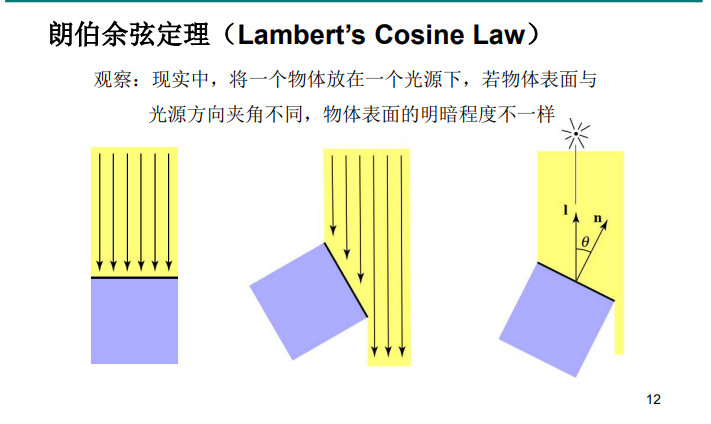 朗伯余弦定理（Lambert’s Cosine Law）
观察：现实中，将一个物体放在一个光源下，若物体表面与
光源方向夹角不同，物体表面的明暗程度不一样
l
n
θ
12